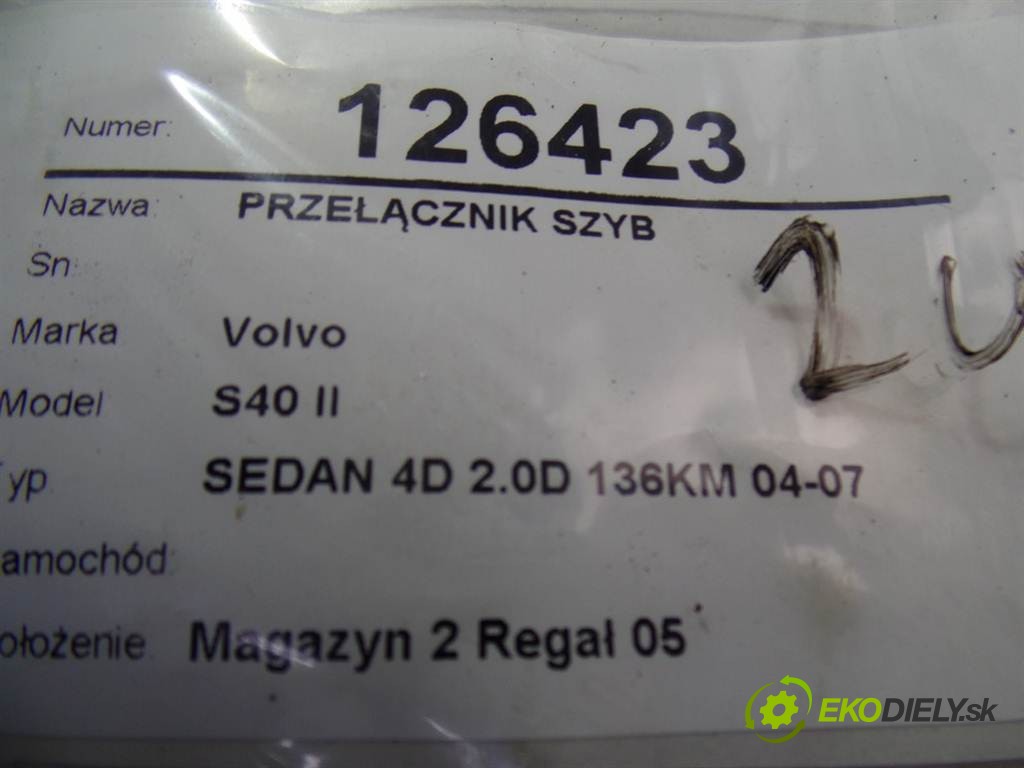 Numer: 126423
Nazwa: PRZEŁĄCZNIK SZYB
Sn:
Marka Volvo
Model S40 II
Typ SEDAN 4D 2.0D 136KM 04-07
amochód:
ołożenie Magazyn 2 Regał 05
EKODIELY.sk